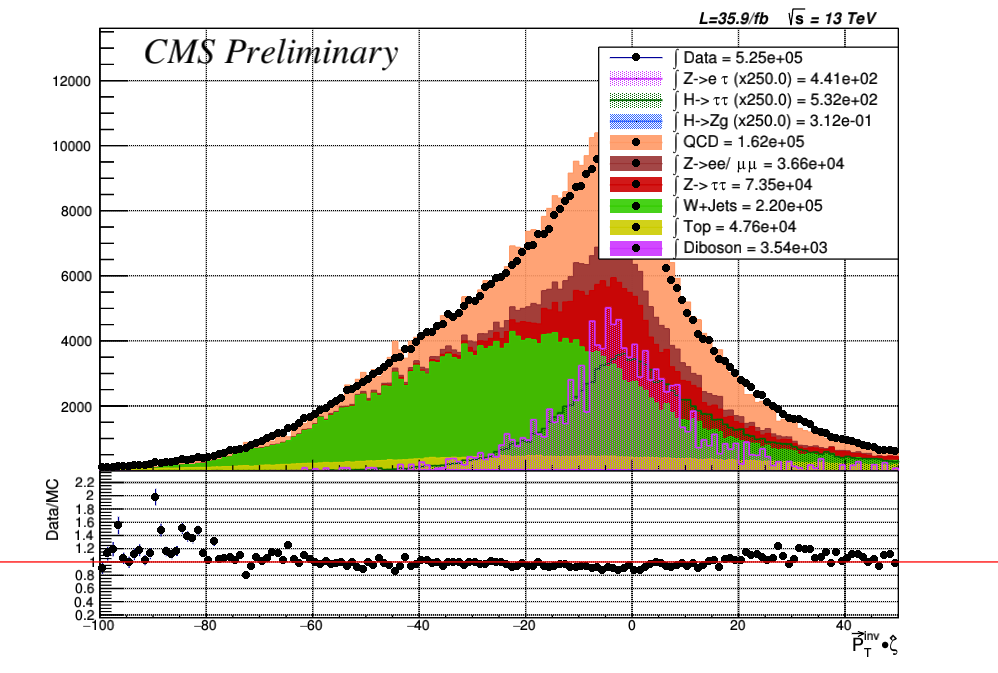 L=35.9/fb √s = 13 TeV
CMS Preliminary
∫ Data = 5.25e+05
∫ Z->e τ (x250.0) = 4.41e+02
∫ H-> ττ (x250.0) = 5.32e+02
∫ H->Zg (x250.0) = 3.12e-01
∫ QCD = 1.62e+05
∫ Z->ee/ μμ = 3.66e+04
∫ Z-> ττ = 7.35e+04
∫ W+Jets = 2.20e+05
∫ Top = 4.76e+04
∫ Diboson = 3.54e+03
12000
10000
8000
6000
4000
2000
Data/MC
2.2
2
1.8
1.6
1.4
1.2
1
0.8
0.6
0.4
0.2
−100 −80 −60 −40 −20 0 20 40
P⃗_T^inv • ζ̂